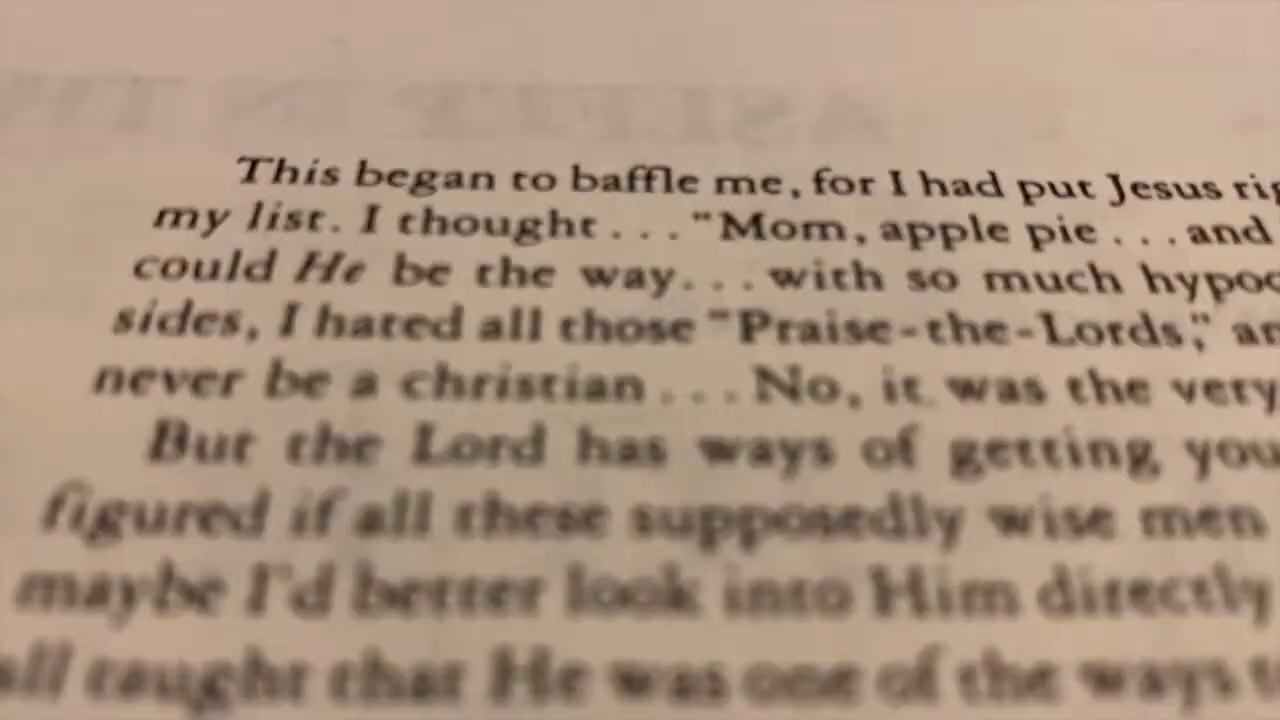 This began to baffle me, for I had put Jesus
my list. I thought . . . "Mom, apple pie . . . and
could He be the way. . . with so much
sides, I hated all those "Praise-the-Lords,"
never be a christian . . . No, it was the very
But the Lord has ways of getting you
figured if all these supposedly wise men
maybe I'd better look into Him directly
all taught that He was one of the ways